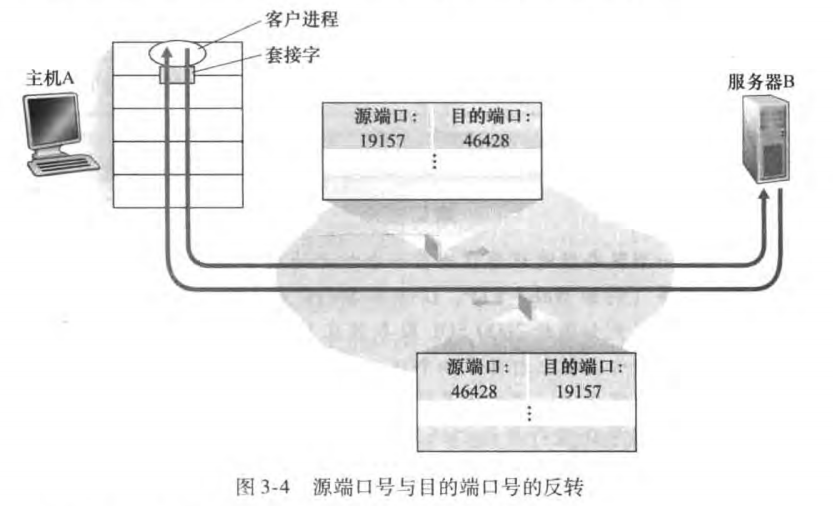 客户进程
套接字
主机A
服务器B
源端口: 目的端口:
19157 46428
⋮
源端口: 目的端口:
46428 19157
⋮
图 3-4 源端口号与目的端口号的反转